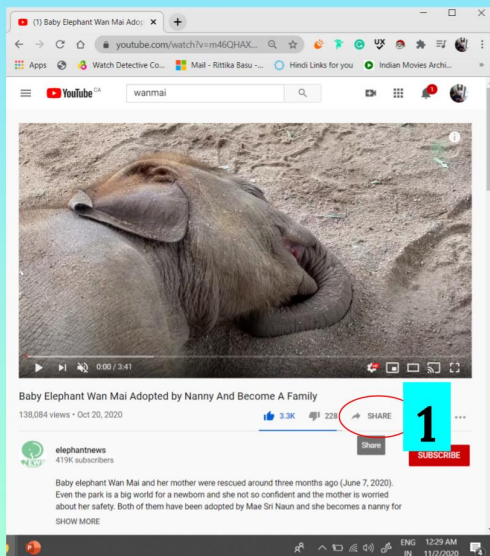 (1) Baby Elephant Wan Mai Adop
youtube.com/watch?v=m46QHAX...
Apps Watch Detective Co... Mail - Rittika Basu -... Hindi Links for you Indian Movies Archi... »
YouTube CA wanmai
0:00 / 3:41
Baby Elephant Wan Mai Adopted by Nanny And Become A Family
138,084 views • Oct 20, 2020 3.3K 228 SHARE 1 ...
Share
elephantnews SUBSCRIBE
419K subscribers
Baby elephant Wan Mai and her mother were rescued around three months ago (June 7, 2020).
Even the park is a big world for a newborn and she not so confident and the mother is worried
about her safety. Both of them have been adopted by Mae Sri Naun and she becomes a nanny for
SHOW MORE
ENG 12:29 AM
IN 11/2/2020